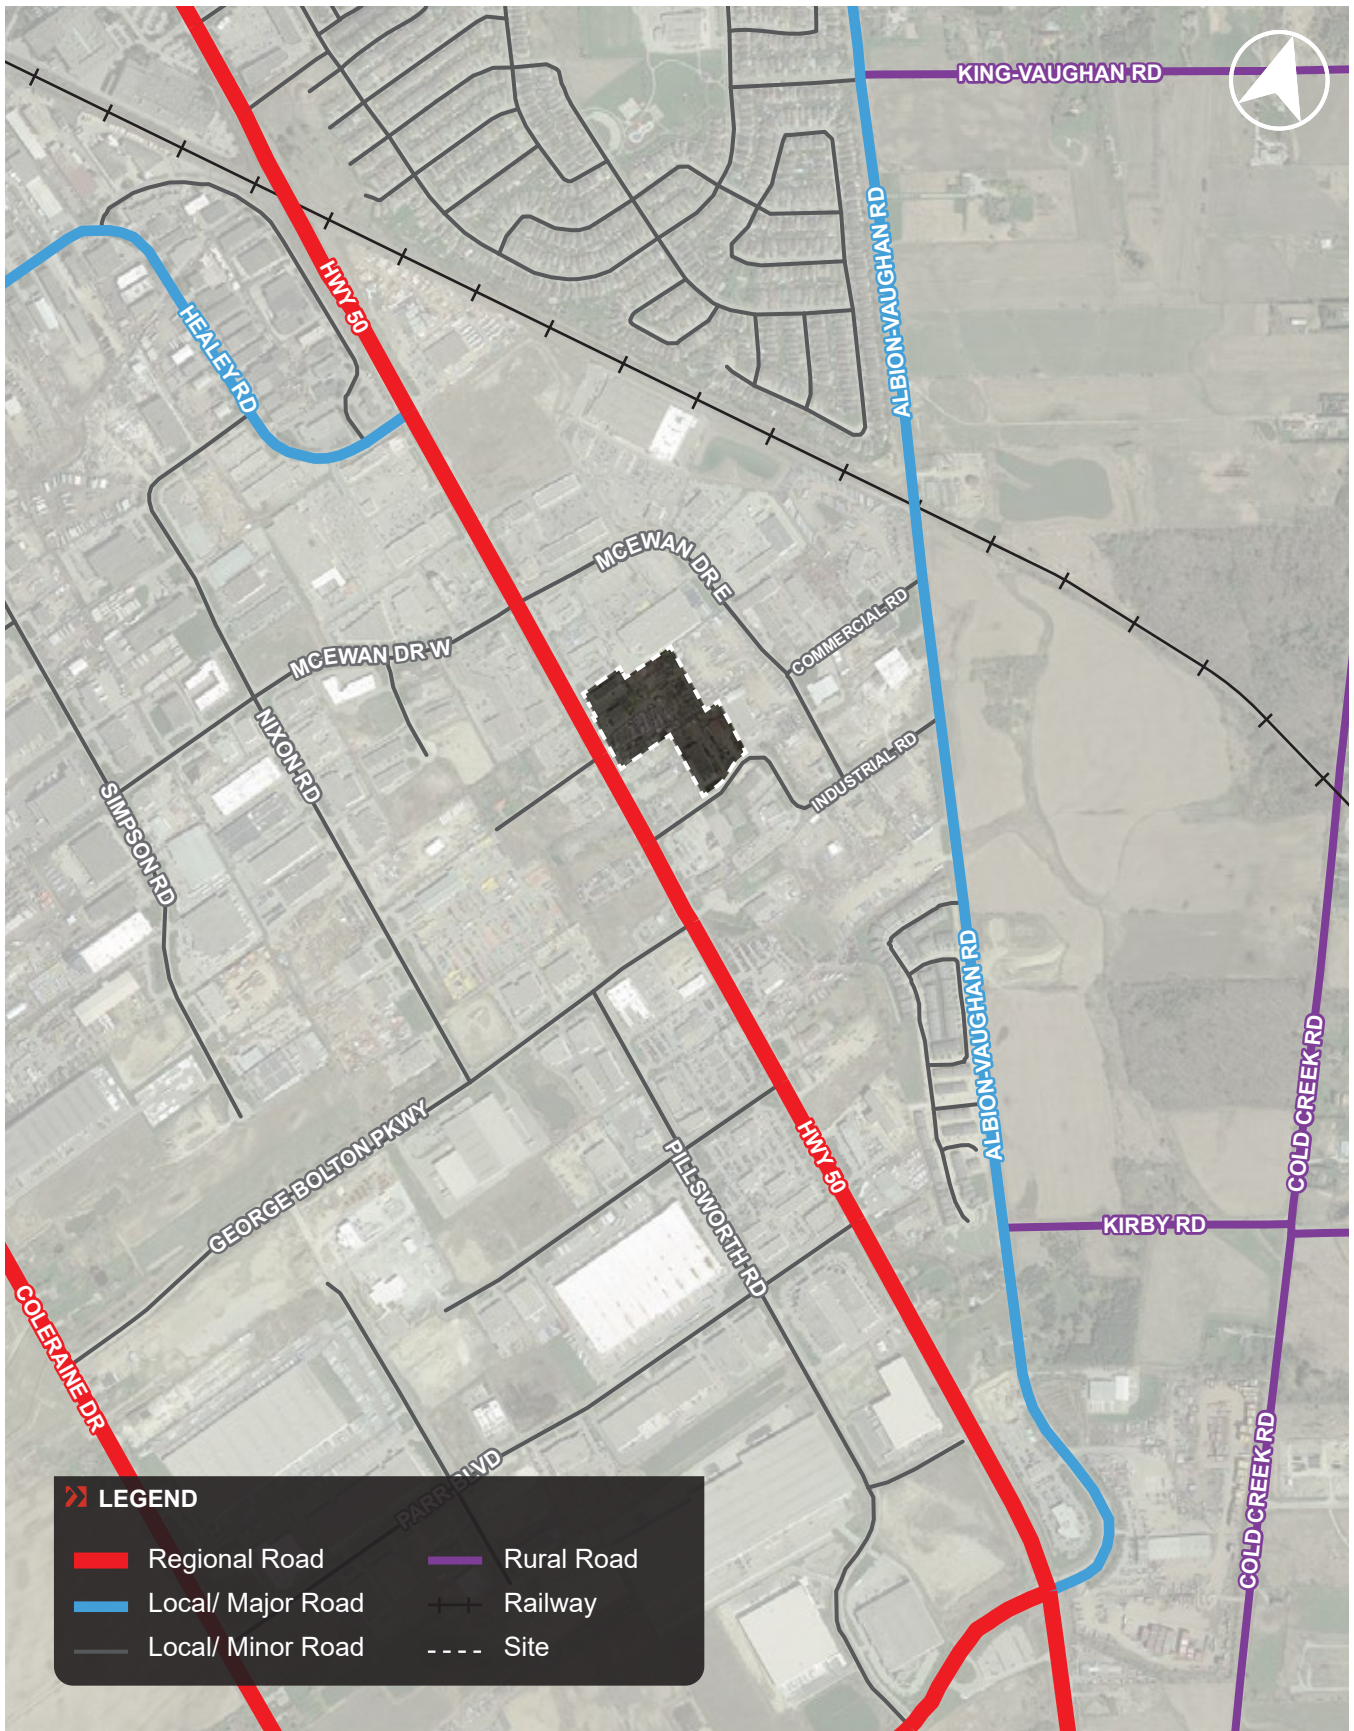 KING-VAUGHAN RD
ALBION-VAUGHAN RD
HWY 50
HEALEY RD
MCEWAN DR E
COMMERCIAL RD
MCEWAN DR W
NIXON RD
INDUSTRIAL RD
SIMPSON RD
ALBION-VAUGHAN RD
COLD CREEK RD
GEORGE BOLTON PKWY
PILLSWORTH RD
HWY 50
KIRBY RD
COLERAINE DR
PARR BLVD
COLD CREEK RD
LEGEND
Regional Road
Rural Road
Local/ Major Road
Railway
Local/ Minor Road
Site